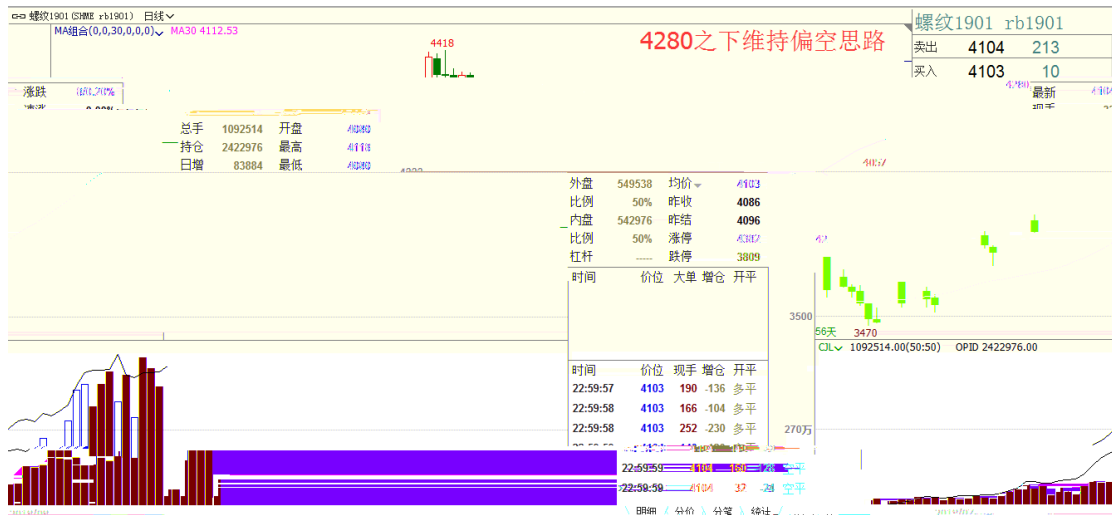 螺纹1901(SHME rb1901) 日线
MA组合(0,0,30,0,0,0) MA30 4112.53
4418
4280之下维持偏空思路
螺纹1901 rb1901
卖出 4104 213
买入 4103 10
4280
最新
涨跌
总手 1092514 开盘
持仓 2422976 最高
日增 83884 最低
外盘 549538 均价 4103
比例 50% 昨收 4086
内盘 542976 昨结 4096
比例 50% 涨停
杠杆 ----- 跌停 3809
时间 价位 大单 增仓 开平
3500
56天 3470
CJL 1092514.00(50:50) OPID 2422976.00
时间 价位 现手 增仓 开平
22:59:57 4103 190 -136 多平
22:59:58 4103 166 -104 多平
22:59:58 4103 252 -230 多平
270万
22:59:59 空平
22:59:59 4104 空平
明细 分价 分笔 统计